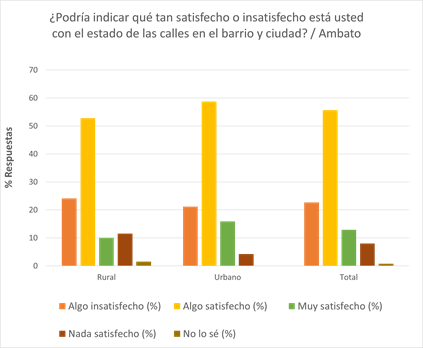 ¿Podría indicar qué tan satisfecho o insatisfecho está usted
con el estado de las calles en el barrio y ciudad? / Ambato
% Respuestas
70
60
50
40
30
20
10
0
Rural
Urbano
Total
Algo insatisfecho (%)
Algo satisfecho (%)
Muy satisfecho (%)
Nada satisfecho (%)
No lo sé (%)